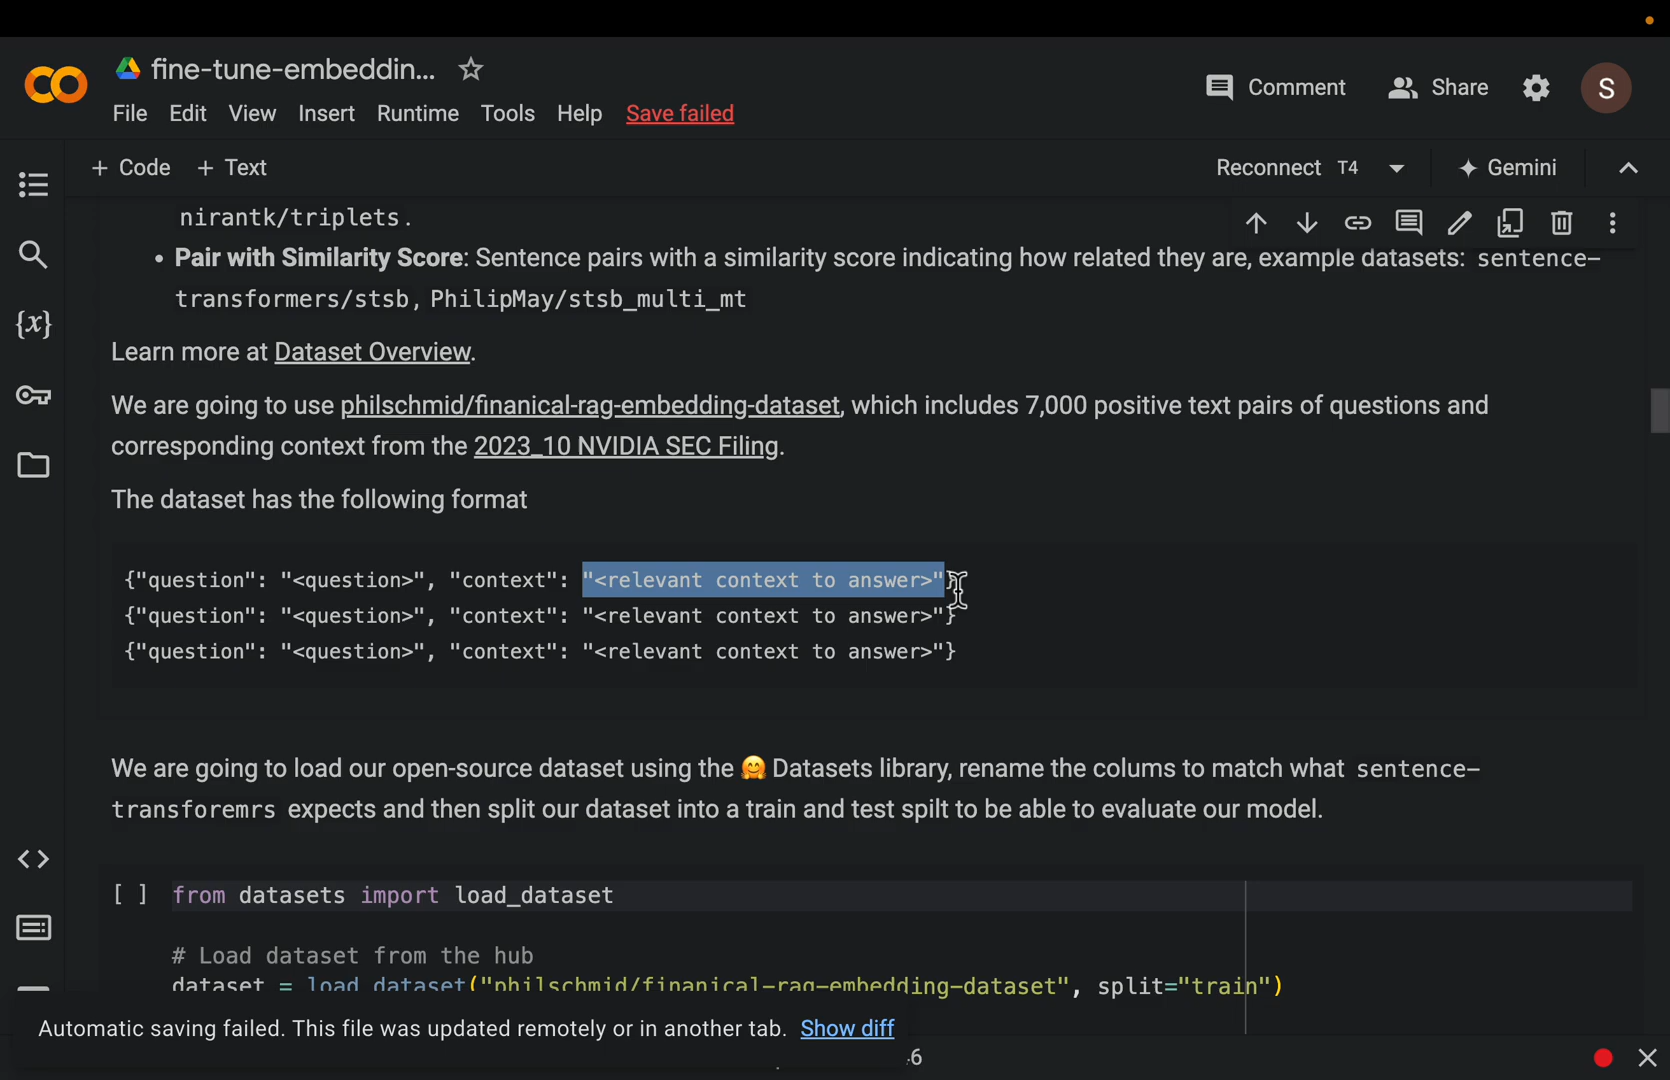 fine-tune-embeddin...
File Edit View Insert Runtime Tools Help Save failed
Comment Share S
+ Code + Text Reconnect T4 Gemini
nirantk/triplets.
• Pair with Similarity Score: Sentence pairs with a similarity score indicating how related they are, example datasets: sentence-
transformers/stsb, PhilipMay/stsb_multi_mt
Learn more at Dataset Overview.
We are going to use philschmid/finanical-rag-embedding-dataset, which includes 7,000 positive text pairs of questions and
corresponding context from the 2023_10 NVIDIA SEC Filing.
The dataset has the following format
{"question": "<question>", "context": "<relevant context to answer>"}
{"question": "<question>", "context": "<relevant context to answer>"}
{"question": "<question>", "context": "<relevant context to answer>"}
We are going to load our open-source dataset using the 🤗 Datasets library, rename the colums to match what sentence-
transforemrs expects and then split our dataset into a train and test spilt to be able to evaluate our model.
[ ] from datasets import load_dataset
# Load dataset from the hub
dataset = load_dataset("philschmid/finanical-rag-embedding-dataset", split="train")
Automatic saving failed. This file was updated remotely or in another tab. Show diff